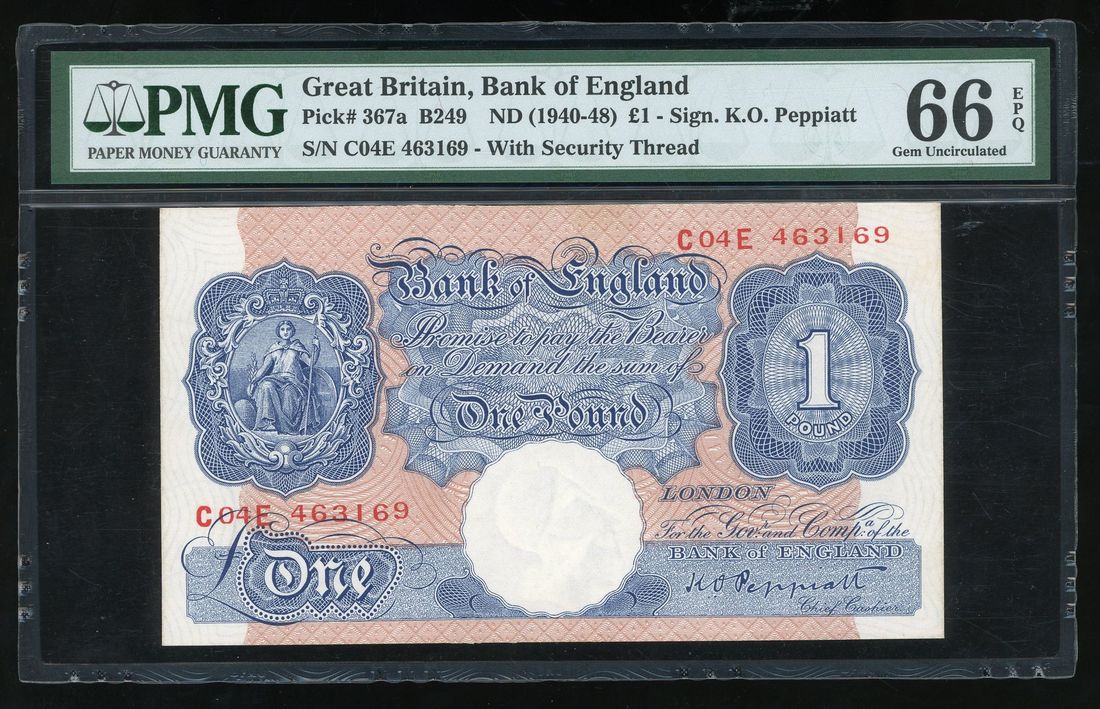 PMG
PAPER MONEY GUARANTY
Great Britain, Bank of England
Pick# 367a B249 ND (1940-48) £1 - Sign. K.O. Peppiatt
S/N C04E 463169 - With Security Thread
66
EPQ
Gem Uncirculated
C04E 463169
Bank of England
Promise to pay the Bearer
on Demand the sum of
One Pound
1
POUND
C04E 463169
LONDON
For the Govr. and Compa. of the
BANK of ENGLAND
K O Peppiatt
Chief Cashier
£One